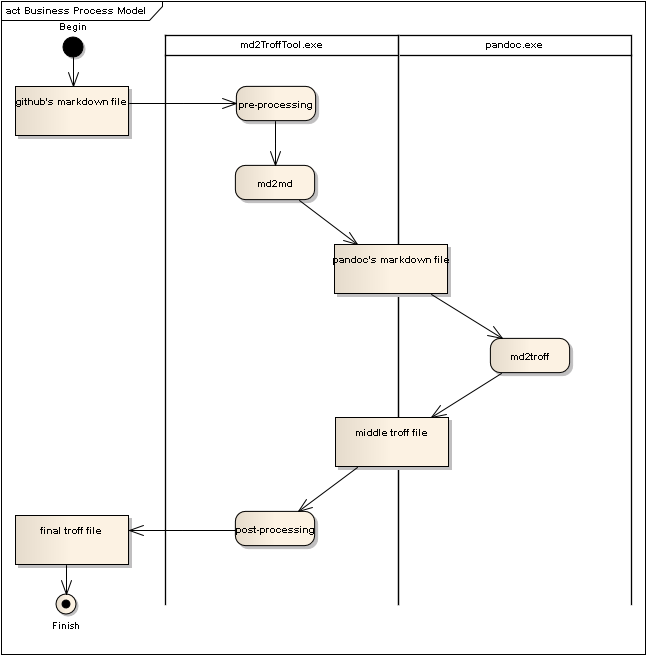 act Business Process Model
Begin
md2TroffTool.exe
pandoc.exe
github's markdown file
pre-processing
md2md
pandoc's markdown file
md2troff
middle troff file
final troff file
post-processing
Finish